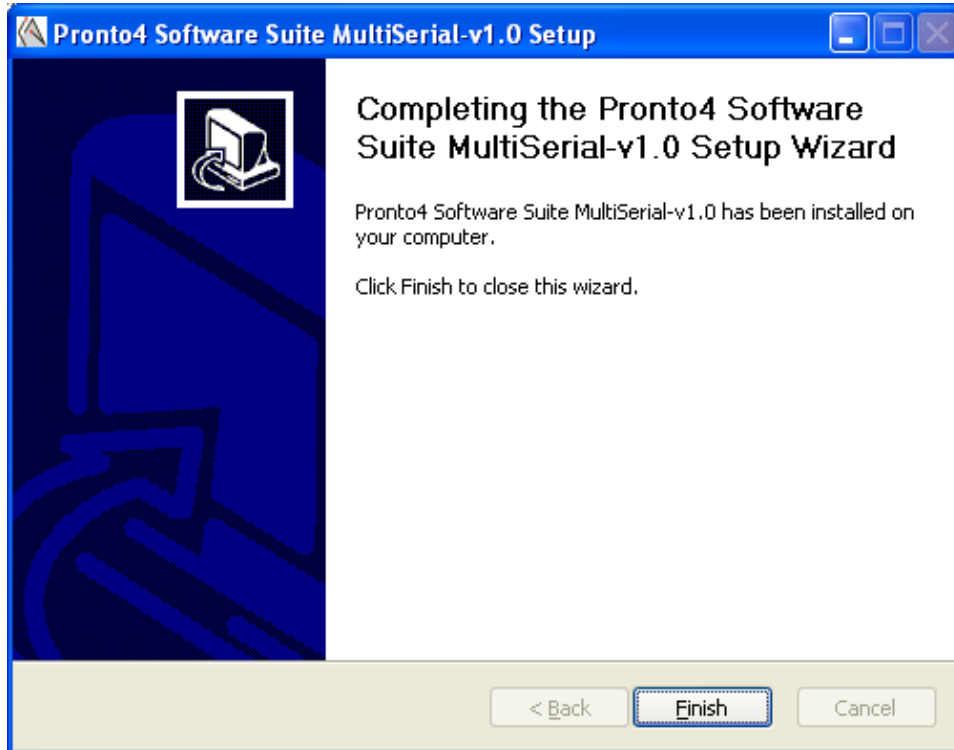 Pronto4 Software Suite MultiSerial-v1.0 Setup
Completing the Pronto4 Software
Suite MultiSerial-v1.0 Setup Wizard
Pronto4 Software Suite MultiSerial-v1.0 has been installed on
your computer.
Click Finish to close this wizard.
< Back
Finish
Cancel